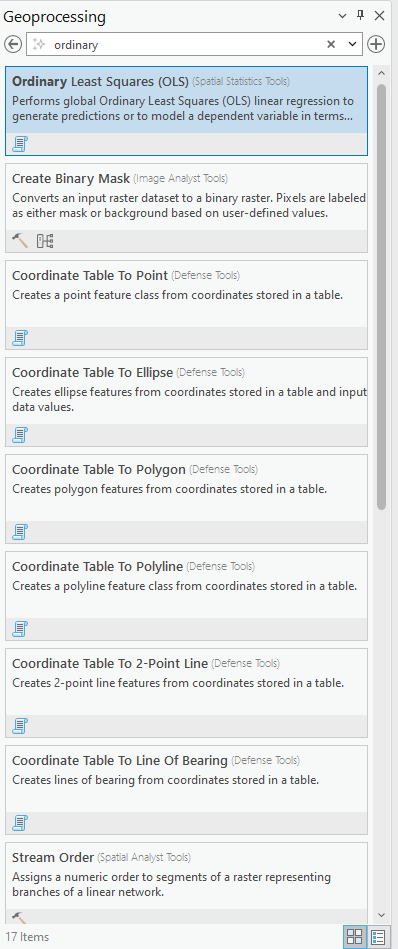 Geoprocessing
ordinary
Ordinary Least Squares (OLS) (Spatial Statistics Tools)
Performs global Ordinary Least Squares (OLS) linear regression to
generate predictions or to model a dependent variable in terms...
Create Binary Mask (Image Analyst Tools)
Converts an input raster dataset to a binary raster. Pixels are labeled
as either mask or background based on user-defined values.
Coordinate Table To Point (Defense Tools)
Creates a point feature class from coordinates stored in a table.
Coordinate Table To Ellipse (Defense Tools)
Creates ellipse features from coordinates stored in a table and input
data values.
Coordinate Table To Polygon (Defense Tools)
Creates polygon features from coordinates stored in a table.
Coordinate Table To Polyline (Defense Tools)
Creates a polyline feature class from coordinates stored in a table.
Coordinate Table To 2-Point Line (Defense Tools)
Creates 2-point line features from coordinates stored in a table.
Coordinate Table To Line Of Bearing (Defense Tools)
Creates lines of bearing from coordinates stored in a table.
Stream Order (Spatial Analyst Tools)
Assigns a numeric order to segments of a raster representing
branches of a linear network.
17 Items